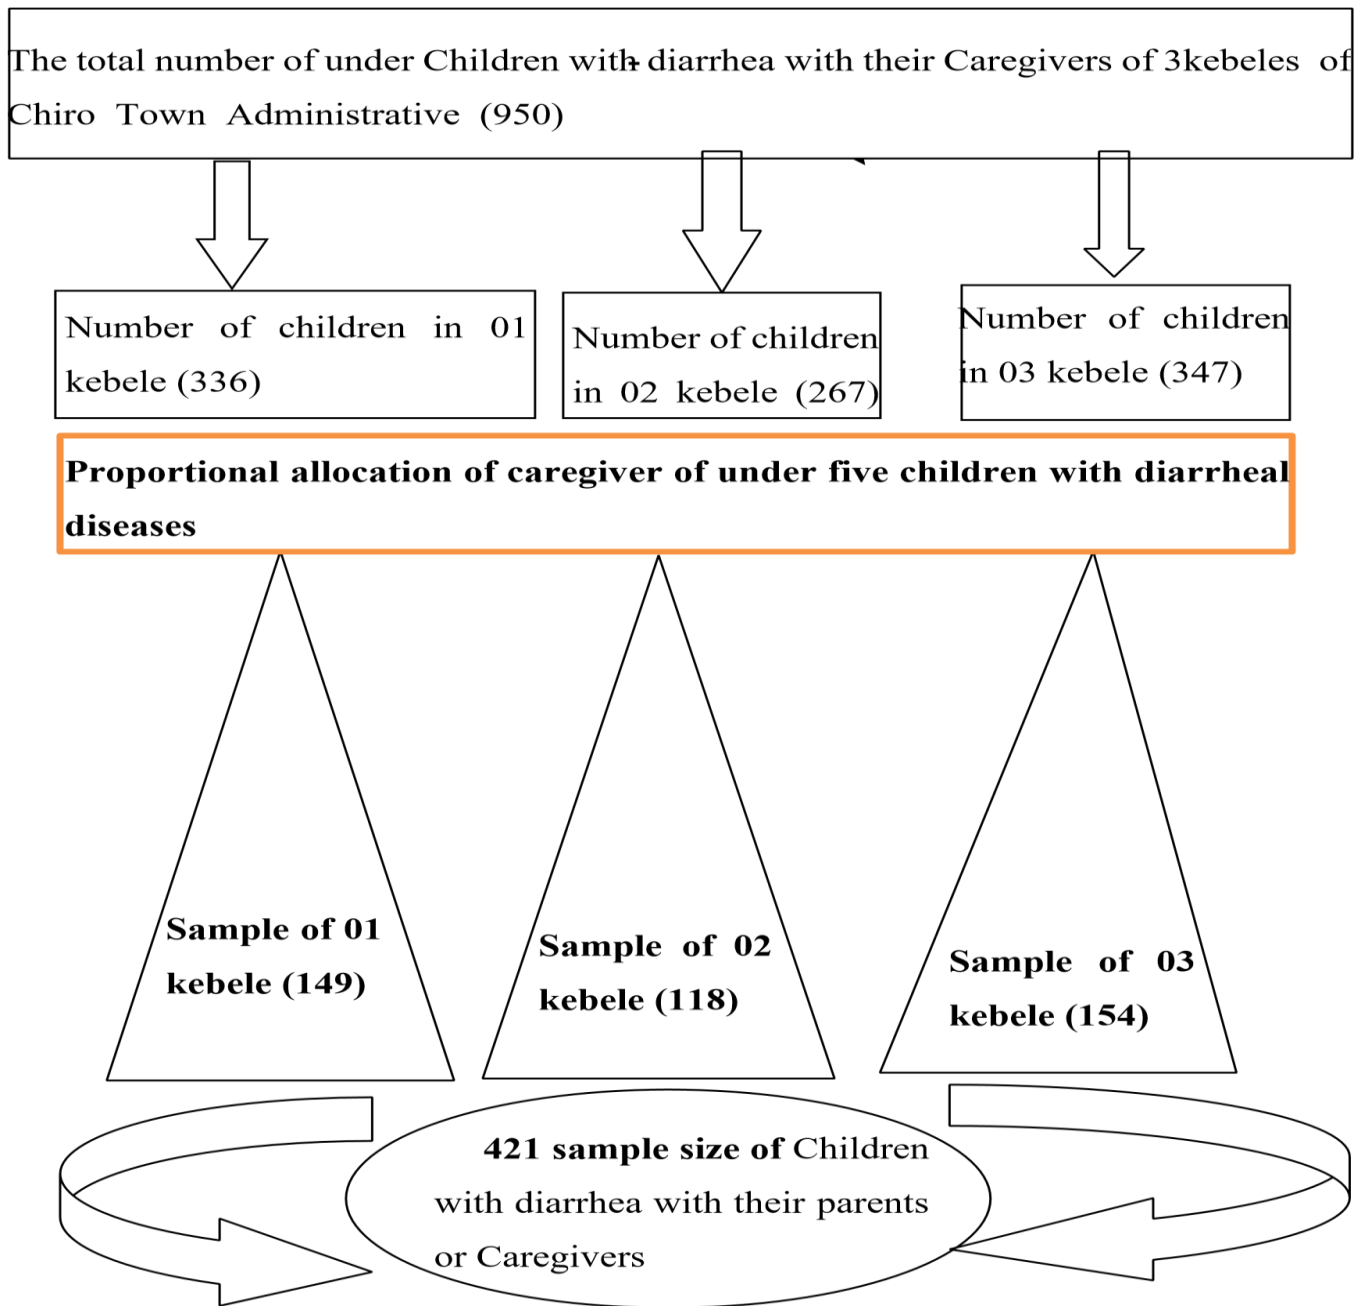 The total number of under Children with diarrhea with their Caregivers of 3kebeles of
Chiro Town Administrative (950)
Number of children in 01
kebele (336)
Number of children
in 02 kebele (267)
Number of children
in 03 kebele (347)
Proportional allocation of caregiver of under five children with diarrheal
diseases
Sample of 01
kebele (149)
Sample of 02
kebele (118)
Sample of 03
kebele (154)
421 sample size of Children
with diarrhea with their parents
or Caregivers